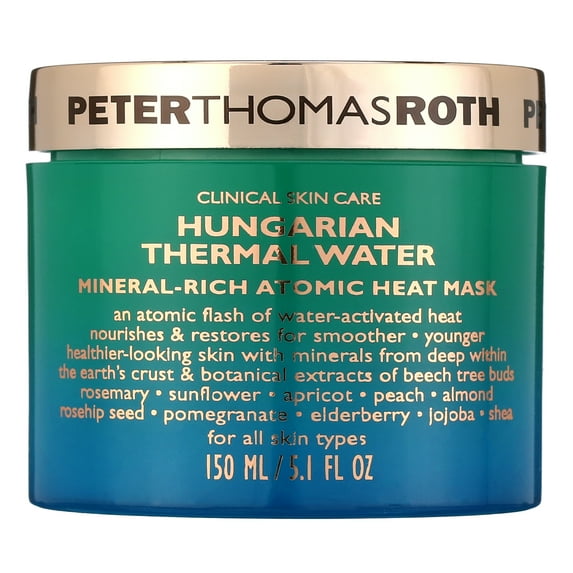 PETERTHOMASROTH
CLINICAL SKIN CARE
HUNGARIAN
THERMAL WATER
MINERAL-RICH ATOMIC HEAT MASK
an atomic flash of water-activated heat
nourishes & restores for smoother • younger
healthier-looking skin with minerals from deep within
the earth's crust & botanical extracts of beech tree buds
rosemary • sunflower • apricot • peach • almond
rosehip seed • pomegranate • elderberry • jojoba • shea
for all skin types
150 ML / 5.1 FL OZ